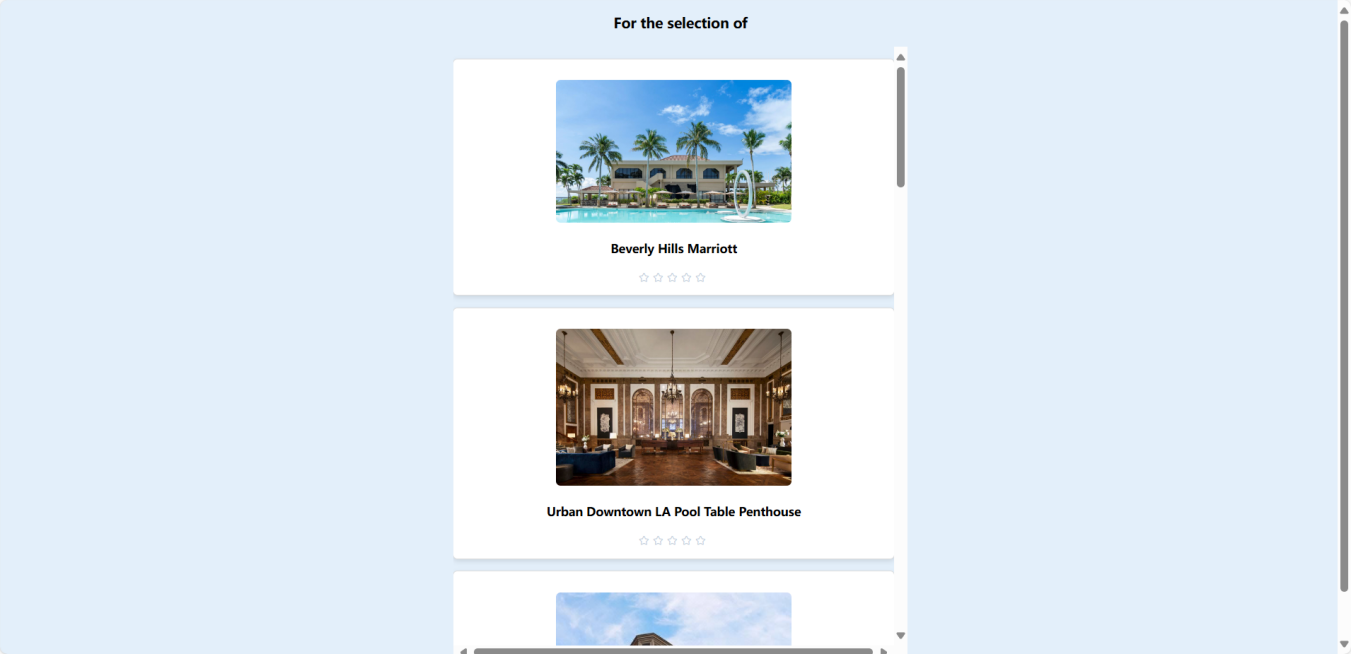 For the selection of
Beverly Hills Marriott
Urban Downtown LA Pool Table Penthouse